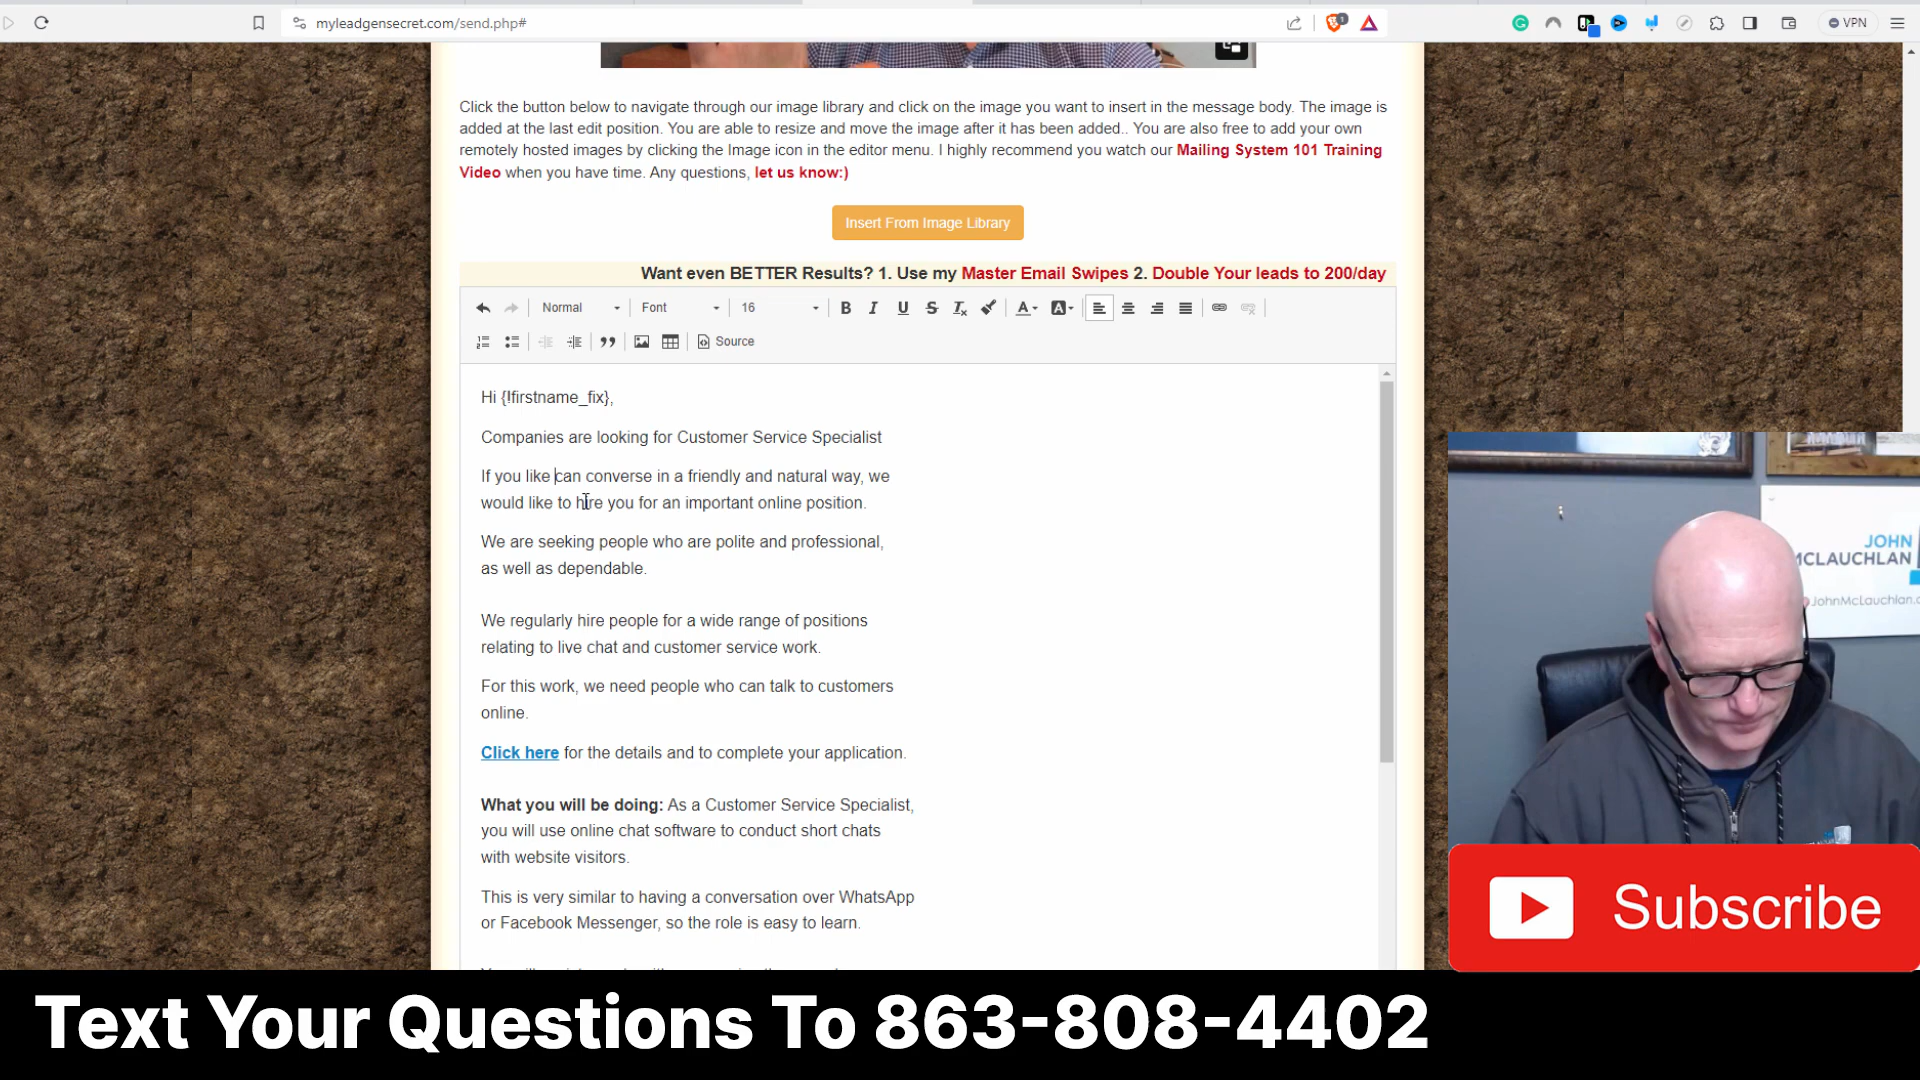 myleadgensecret.com/send.php#
1
VPN
Click the button below to navigate through our image library and click on the image you want to insert in the message body. The image is
added at the last edit position. You are able to resize and move the image after it has been added.. You are also free to add your own
remotely hosted images by clicking the Image icon in the editor menu. I highly recommend you watch our Mailing System 101 Training
Video when you have time. Any questions, let us know:)
Insert From Image Library
Want even BETTER Results? 1. Use my Master Email Swipes 2. Double Your leads to 200/day
Normal Font 16
Source
Hi {!firstname_fix},
Companies are looking for Customer Service Specialist
If you like can converse in a friendly and natural way, we
would like to hire you for an important online position.
We are seeking people who are polite and professional,
as well as dependable.
We regularly hire people for a wide range of positions
relating to live chat and customer service work.
For this work, we need people who can talk to customers
online.
Click here for the details and to complete your application.
What you will be doing: As a Customer Service Specialist,
you will use online chat software to conduct short chats
with website visitors.
This is very similar to having a conversation over WhatsApp
or Facebook Messenger, so the role is easy to learn.
JOHN
MCLAUCHLAN
JohnMcLauchlan.
Subscribe
Text Your Questions To 863-808-4402